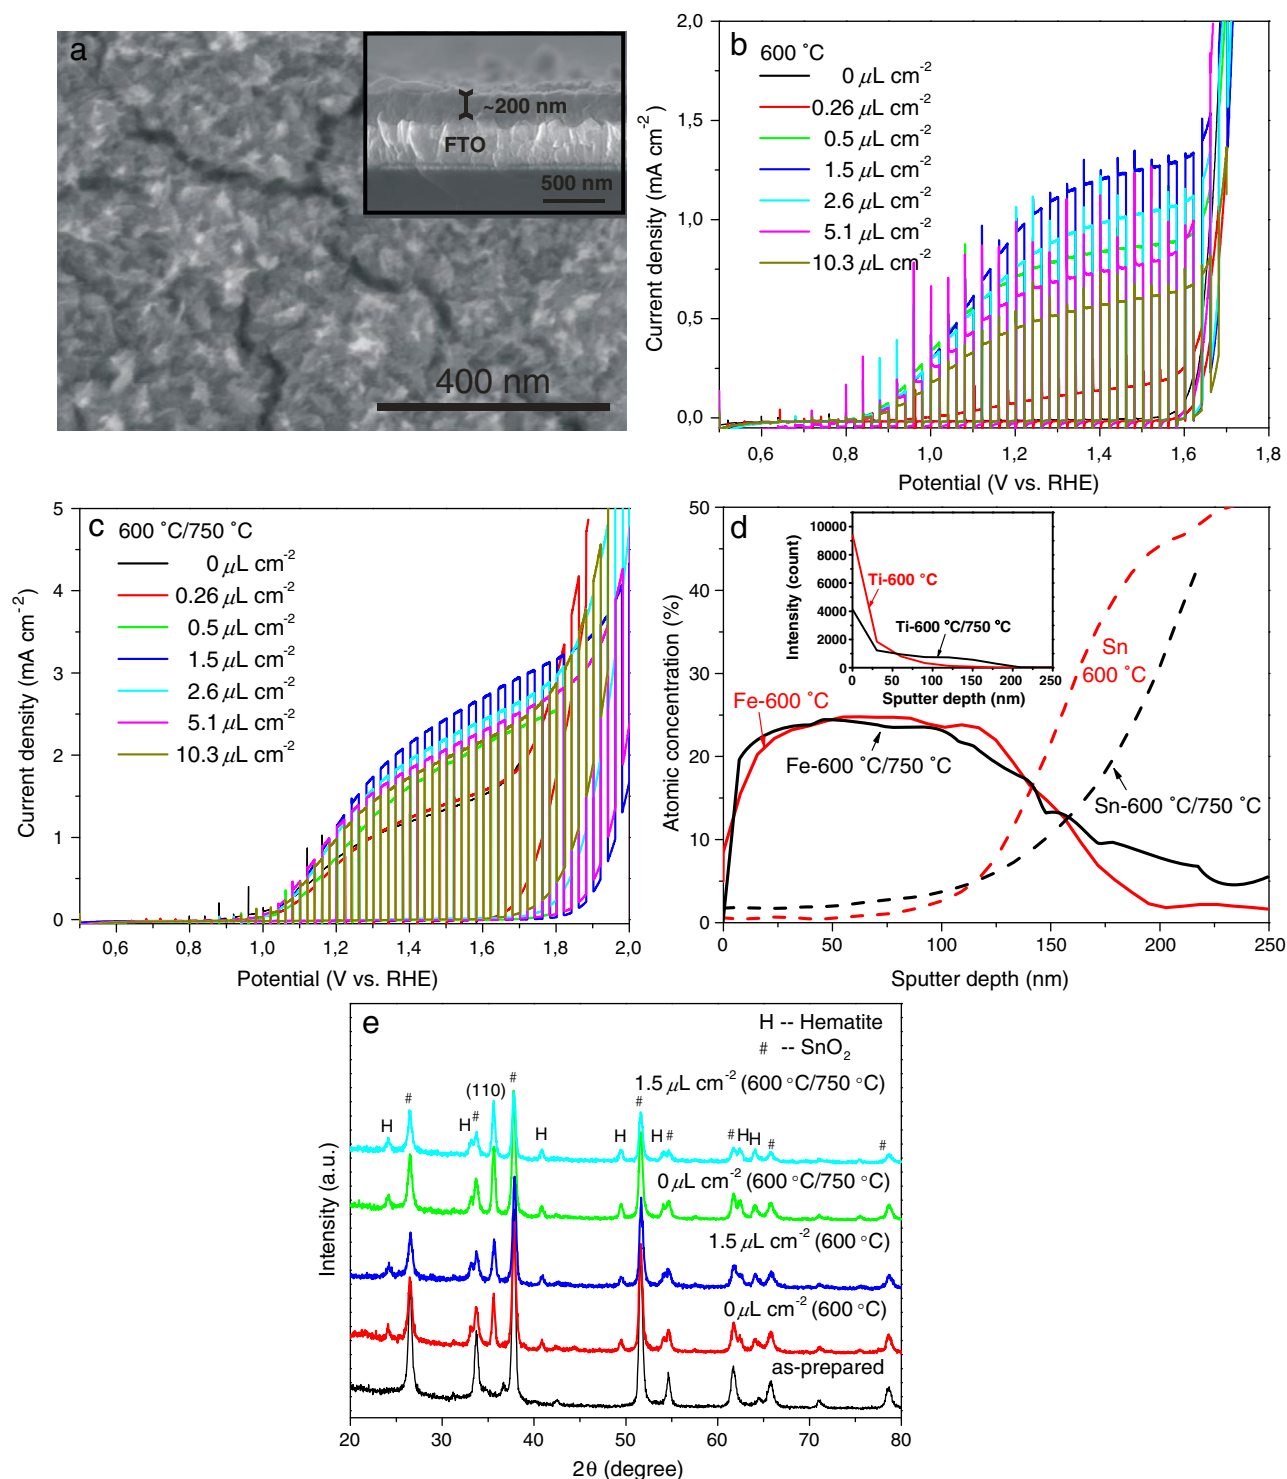 a
~200 nm
FTO
500 nm
400 nm
b
600 °C
0 μL cm-2
0.26 μL cm-2
0.5 μL cm-2
1.5 μL cm-2
2.6 μL cm-2
5.1 μL cm-2
10.3 μL cm-2
Current density (mA cm-2)
2,0
1,5
1,0
0,5
0,0
0,6 0,8 1,0 1,2 1,4 1,6 1,8
Potential (V vs. RHE)
c
600 °C/750 °C
0 μL cm-2
0.26 μL cm-2
0.5 μL cm-2
1.5 μL cm-2
2.6 μL cm-2
5.1 μL cm-2
10.3 μL cm-2
Current density (mA cm-2)
5
4
3
2
1
0
0,6 0,8 1,0 1,2 1,4 1,6 1,8 2,0
Potential (V vs. RHE)
d
Atomic concentration (%)
50
40
30
20
10
0
0 50 100 150 200 250
Sputter depth (nm)
Intensity (count)
10000
8000
6000
4000
2000
0
0 50 100 150 200 250
Sputter depth (nm)
Ti-600 °C
Ti-600 °C/750 °C
Sn
600 °C
Fe-600 °C
Fe-600 °C/750 °C
Sn-600 °C/750 °C
e
H -- Hematite
# -- SnO2
1.5 μL cm-2 (600 °C/750 °C)
H # H # (110) # H H # H # # H H # #
0 μL cm-2 (600 °C/750 °C)
1.5 μL cm-2 (600 °C)
0 μL cm-2 (600 °C)
as-prepared
Intensity (a.u.)
20 30 40 50 60 70 80
2θ (degree)